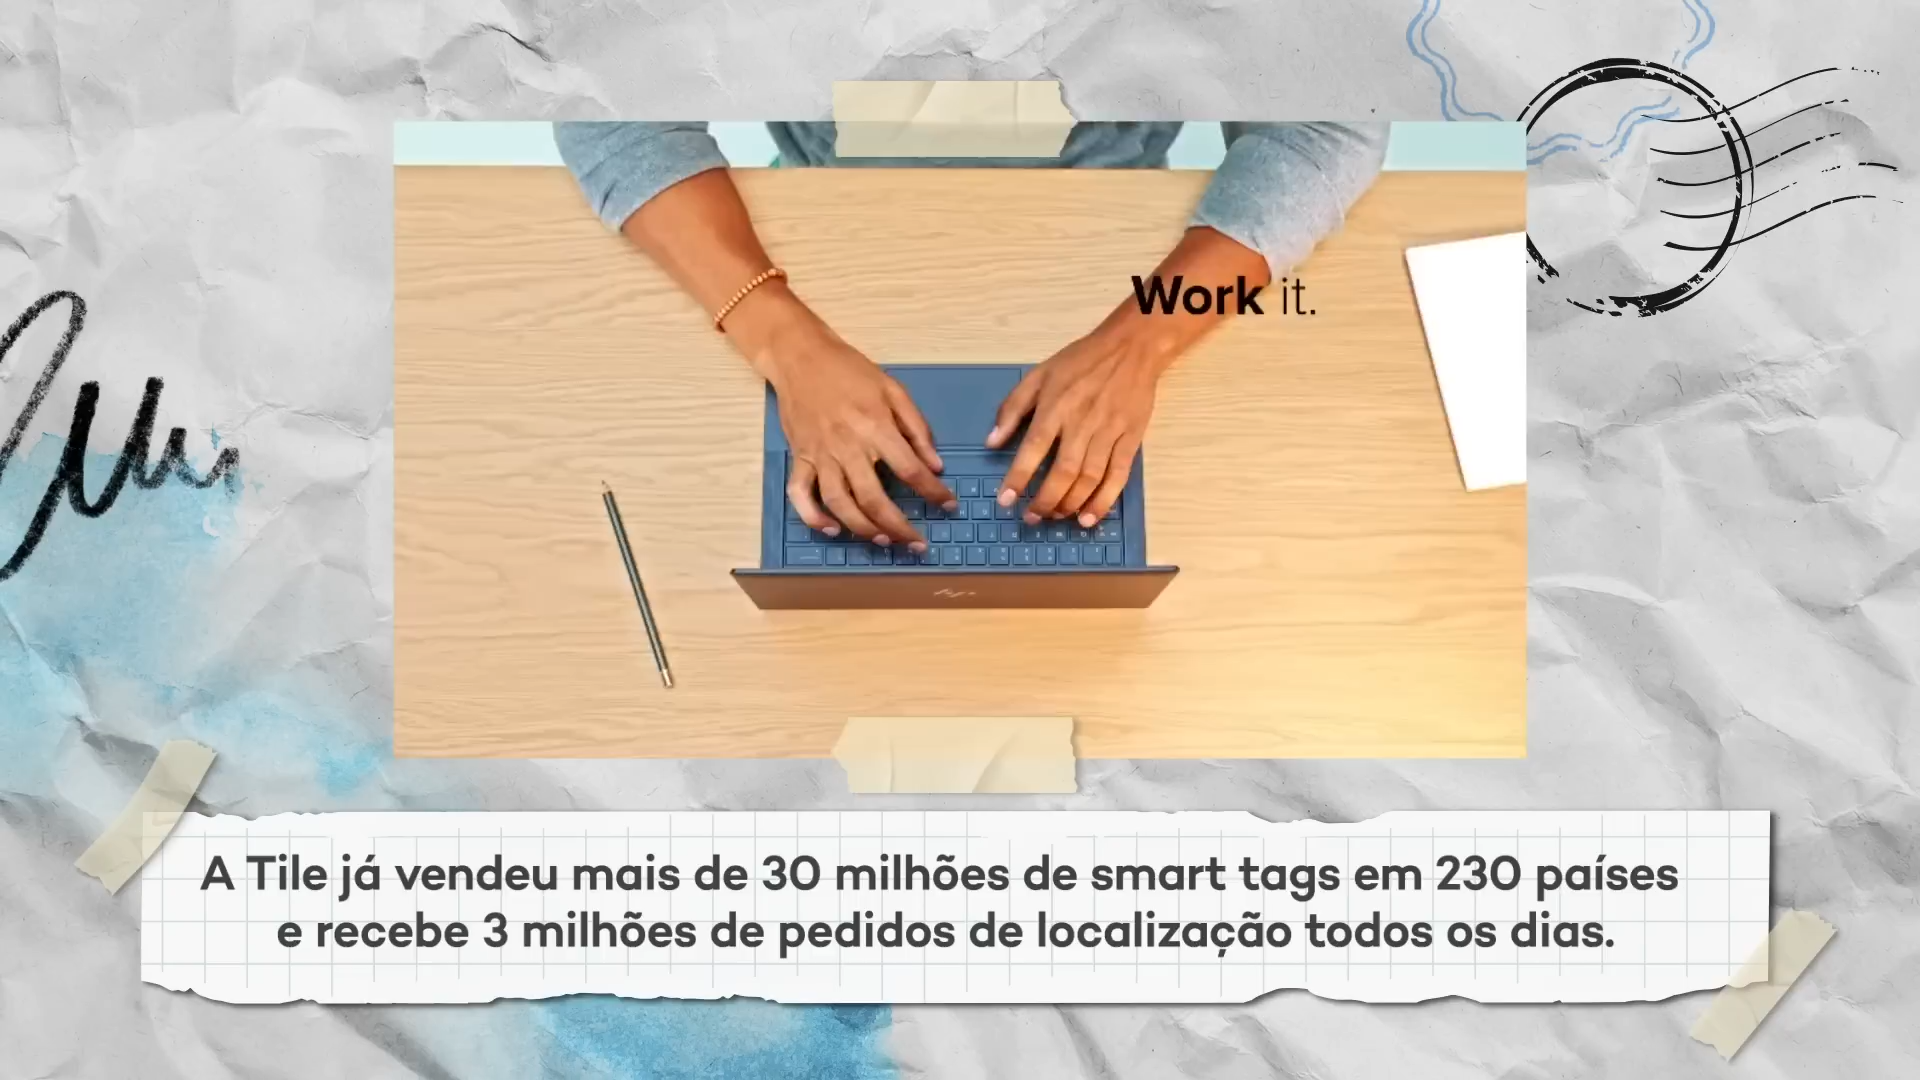 Work it.
hp
A Tile já vendeu mais de 30 milhões de smart tags em 230 países
e recebe 3 milhões de pedidos de localização todos os dias.